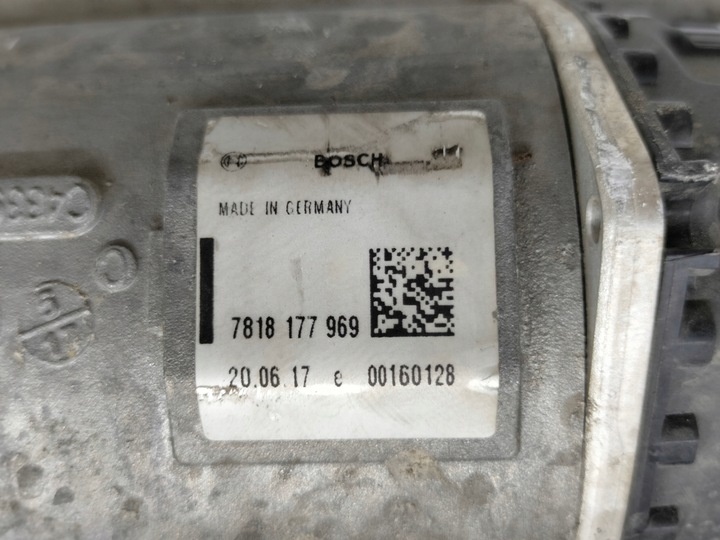 BOSCH
MADE IN GERMANY
7818 177 969
20.06.17 e 00160128